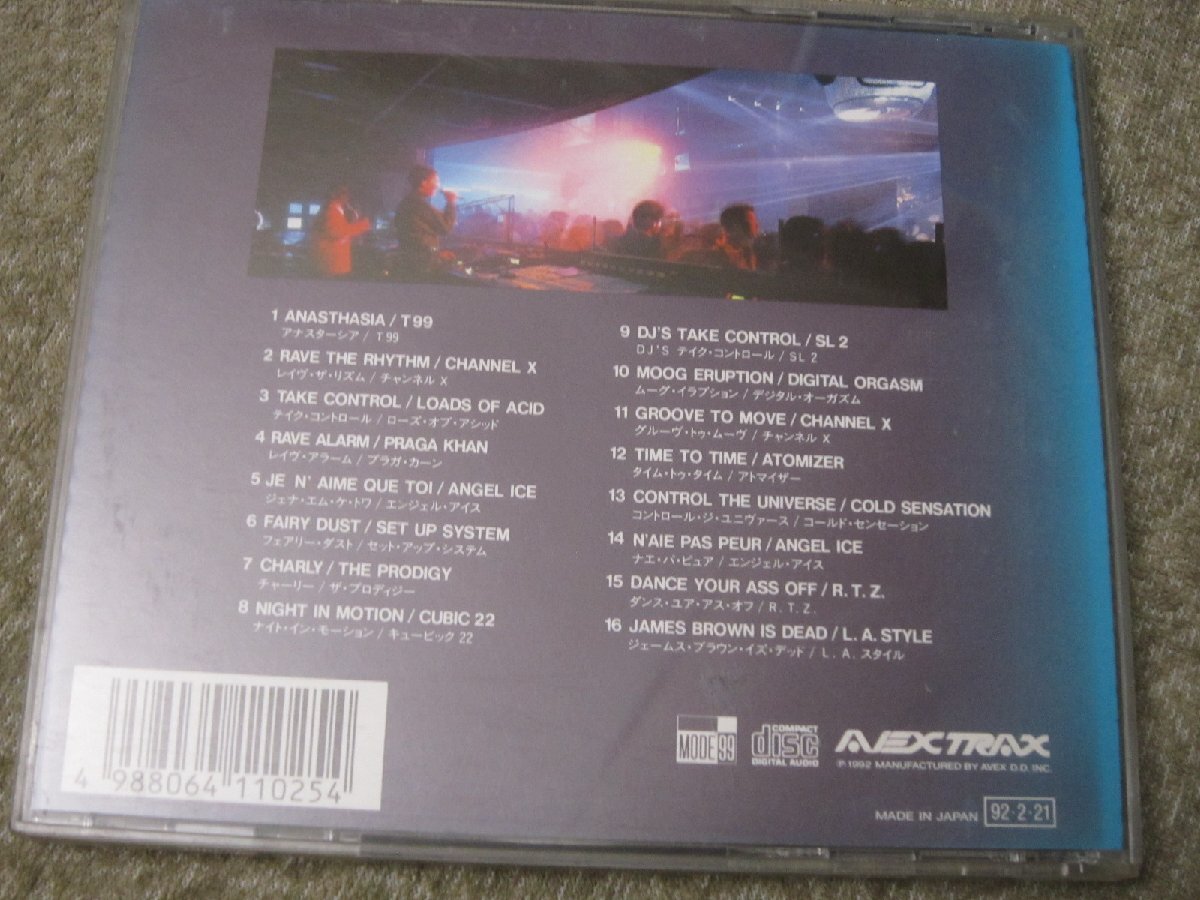 1 ANASTHASIA / T99
アナスターシア / T99
2 RAVE THE RHYTHM / CHANNEL X
レイヴ・ザ・リズム / チャンネル X
3 TAKE CONTROL / LOADS OF ACID
テイク・コントロール / ローズ・オブ・アシッド
4 RAVE ALARM / PRAGA KHAN
レイヴ・アラーム / プラガ・カーン
5 JE N' AIME QUE TOI / ANGEL ICE
ジェナ・エム・ケ・トワ / エンジェル・アイス
6 FAIRY DUST / SET UP SYSTEM
フェアリー・ダスト / セット・アップ・システム
7 CHARLY / THE PRODIGY
チャーリー / ザ・プロディジー
8 NIGHT IN MOTION / CUBIC 22
ナイト・イン・モーション / キュービック 22
9 DJ'S TAKE CONTROL / SL 2
DJ'S テイク・コントロール / SL 2
10 MOOG ERUPTION / DIGITAL ORGASM
ムーグ・イラプション / デジタル・オーガズム
11 GROOVE TO MOVE / CHANNEL X
グルーヴ・トゥ・ムーヴ / チャンネル X
12 TIME TO TIME / ATOMIZER
タイム・トゥ・タイム / アトマイザー
13 CONTROL THE UNIVERSE / COLD SENSATION
コントロール・ジ・ユニヴァース / コールド・センセーション
14 N'AIE PAS PEUR / ANGEL ICE
ナエ・パ・ピュア / エンジェル・アイス
15 DANCE YOUR ASS OFF / R. T. Z.
ダンス・ユア・アス・オフ / R. T. Z.
16 JAMES BROWN IS DEAD / L. A. STYLE
ジェームス・ブラウン・イズ・デッド / L. A. スタイル
4 988064 110254
MODE 99
COMPACT disc DIGITAL AUDIO
AVEX TRAX
℗1992 MANUFACTURED BY AVEX D.D. INC.
MADE IN JAPAN 92・2・21